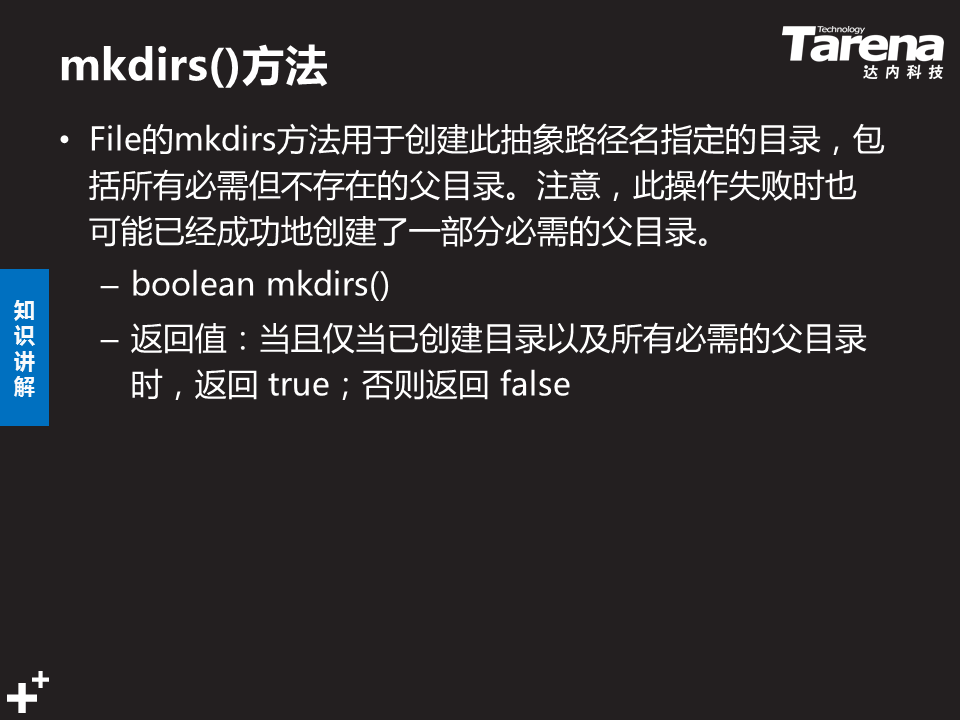 mkdirs()方法
Technology
Tarena
达内科技
• File的mkdirs方法用于创建此抽象路径名指定的目录，包
括所有必需但不存在的父目录。注意，此操作失败时也
可能已经成功地创建了一部分必需的父目录。
– boolean mkdirs()
– 返回值：当且仅当已创建目录以及所有必需的父目录
时，返回 true；否则返回 false
知
识
讲
解